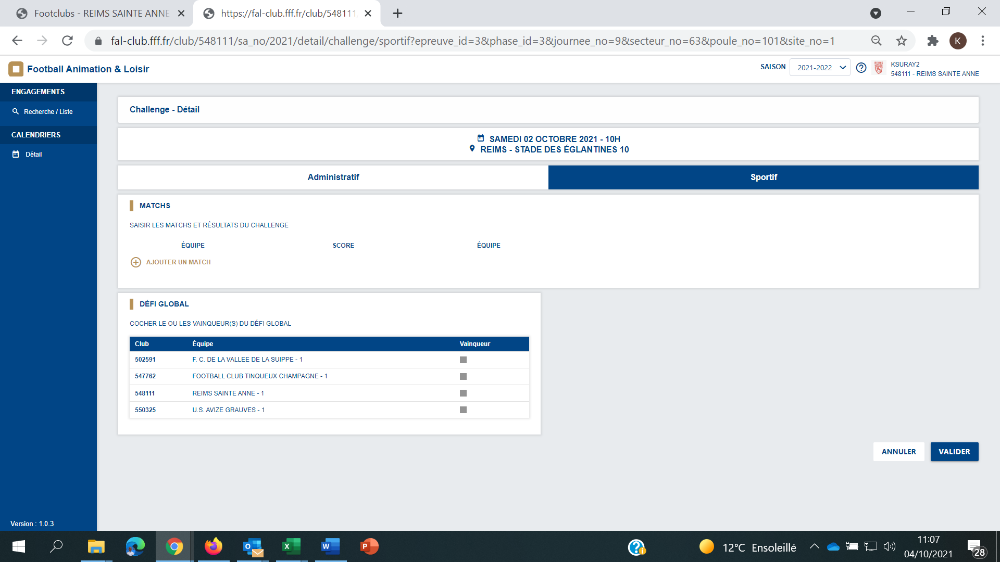 Footclubs - REIMS SAINTE ANNE
https://fal-club.fff.fr/club/548111
fal-club.fff.fr/club/548111/sa_no/2021/detail/challenge/sportif?epreuve_id=3&phase_id=3&journee_no=9&secteur_no=63&poule_no=101&site_no=1
K
Football Animation & Loisir
SAISON
2021-2022
KSURAY2
548111 - REIMS SAINTE ANNE
ENGAGEMENTS
Recherche / Liste
CALENDRIERS
Détail
Version : 1.0.3
Challenge - Détail
SAMEDI 02 OCTOBRE 2021 - 10H
REIMS - STADE DES ÉGLANTINES 10
Administratif
Sportif
MATCHS
SAISIR LES MATCHS ET RÉSULTATS DU CHALLENGE
ÉQUIPE SCORE ÉQUIPE
AJOUTER UN MATCH
DÉFI GLOBAL
COCHER LE OU LES VAINQUEUR(S) DU DÉFI GLOBAL
Club Équipe Vainqueur
502591 F. C. DE LA VALLEE DE LA SUIPPE - 1
547762 FOOTBALL CLUB TINQUEUX CHAMPAGNE - 1
548111 REIMS SAINTE ANNE - 1
550325 U.S. AVIZE GRAUVES - 1
ANNULER
VALIDER
12°C Ensoleillé
11:07
04/10/2021
28